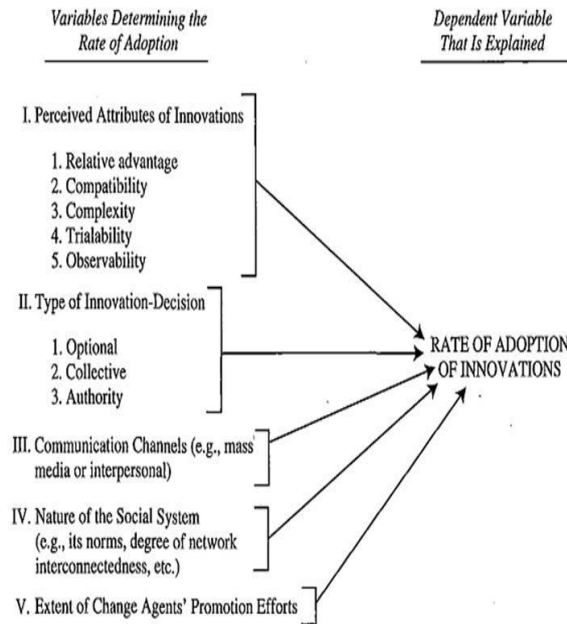 Variables Determining the
Rate of Adoption
Dependent Variable
That Is Explained
I. Perceived Attributes of Innovations
1. Relative advantage
2. Compatibility
3. Complexity
4. Trialability
5. Observability
II. Type of Innovation-Decision
1. Optional
2. Collective
3. Authority
III. Communication Channels (e.g., mass
media or interpersonal)
IV. Nature of the Social System
(e.g., its norms, degree of network
interconnectedness, etc.)
V. Extent of Change Agents' Promotion Efforts
RATE OF ADOPTION
OF INNOVATIONS